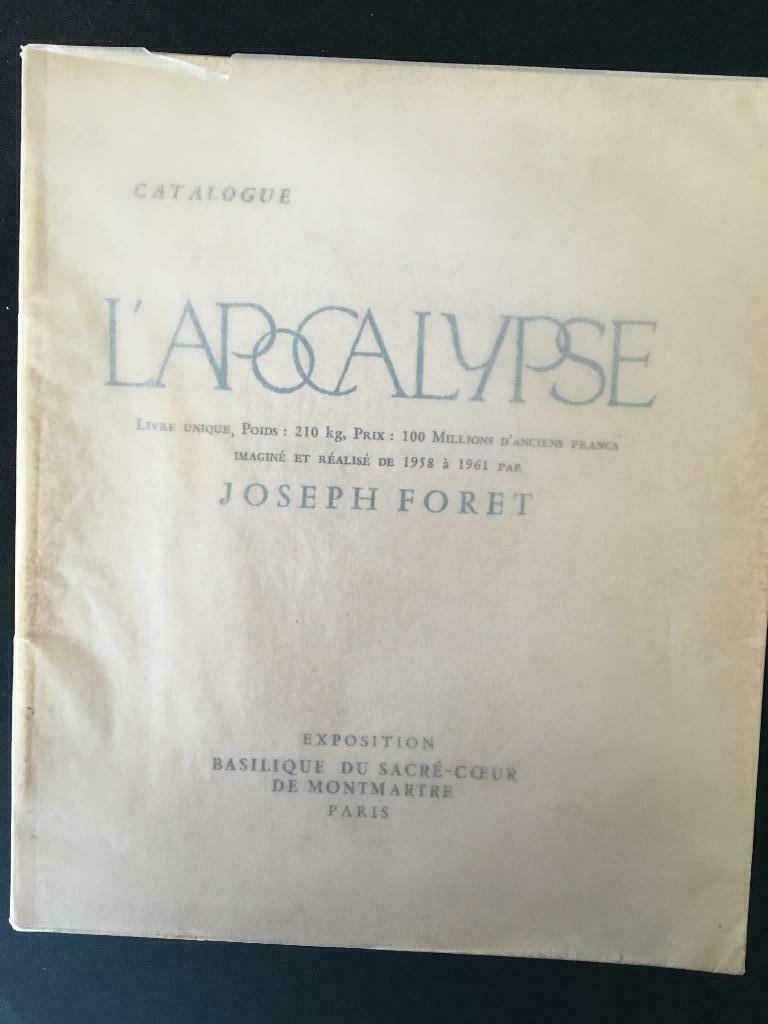 CATALOGUE
L'APOCALYPSE
LIVRE UNIQUE, POIDS : 210 kg, PRIX : 100 MILLIONS D'ANCIENS FRANCS
IMAGINÉ ET RÉALISÉ DE 1958 à 1961 PAR
JOSEPH FORET
EXPOSITION
BASILIQUE DU SACRÉ-CŒUR
DE MONTMARTRE
PARIS